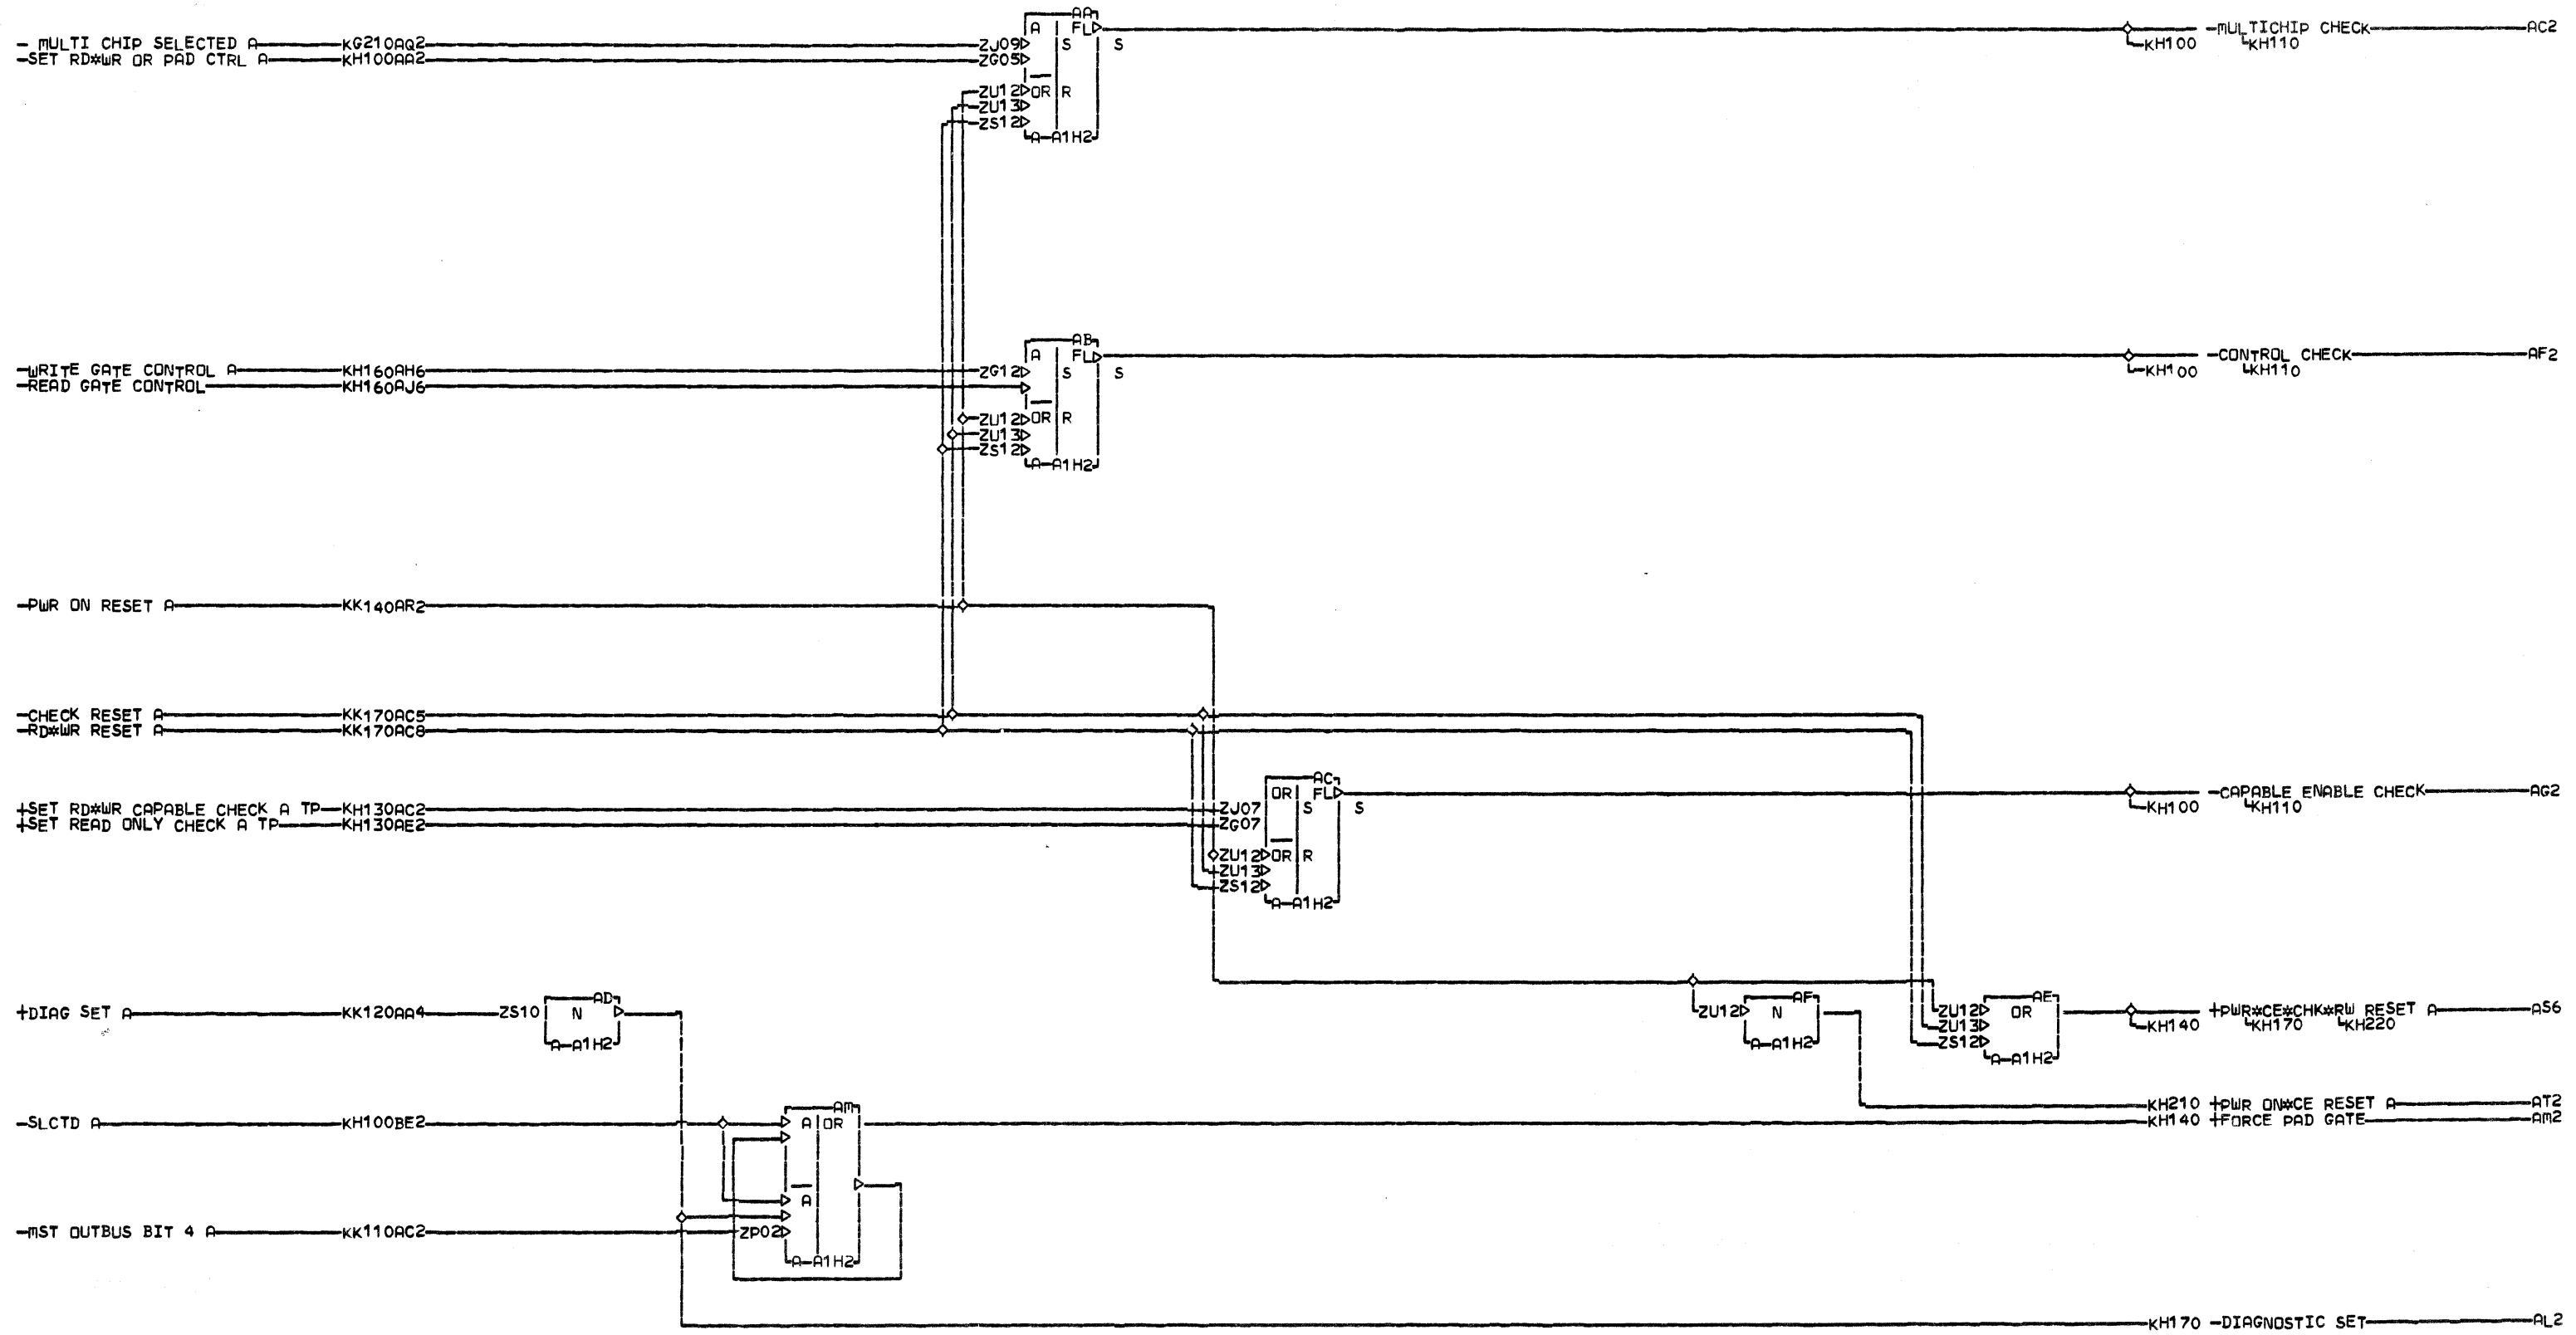 AA
A FL
- MULTI CHIP SELECTED A KG210AQ2 ZJ09 S S KH100 -MULTICHIP CHECK AC2
KH110
-SET RD*WR OR PAD CTRL A KH100AA2 ZG05
ZU12 OR R
ZU13
ZS12
A-A1H2
AB
A FL
-WRITE GATE CONTROL A KH160AH6 ZG12 S S KH100 -CONTROL CHECK AF2
KH110
-READ GATE CONTROL KH160AJ6
ZU12 OR R
ZU13
ZS12
A-A1H2
-PWR ON RESET A KK140AR2
-CHECK RESET A KK170AC5
-RD*WR RESET A KK170AC8
AC
OR FL -CAPABLE ENABLE CHECK AG2
+SET RD*WR CAPABLE CHECK A TP KH130AC2 ZJ07 S S KH100 KH110
+SET READ ONLY CHECK A TP KH130AE2 ZG07
ZU12 OR R
ZU13
ZS12
A-A1H2
AD AF AE
+DIAG SET A KK120AA4 ZS10 N ZU12 N ZU12 OR +PWR*CE*CHK*RW RESET A AS6
ZU13 KH140 KH170 KH220
A-A1H2 A-A1H2 ZS12
A-A1H2
AM KH210 +PWR ON*CE RESET A AT2
-SLCTD A KH100BE2 A OR KH140 +FORCE PAD GATE AM2
A
-MST OUTBUS BIT 4 A KK110AC2 ZP02
A-A1H2
KH170 -DIAGNOSTIC SET AL2